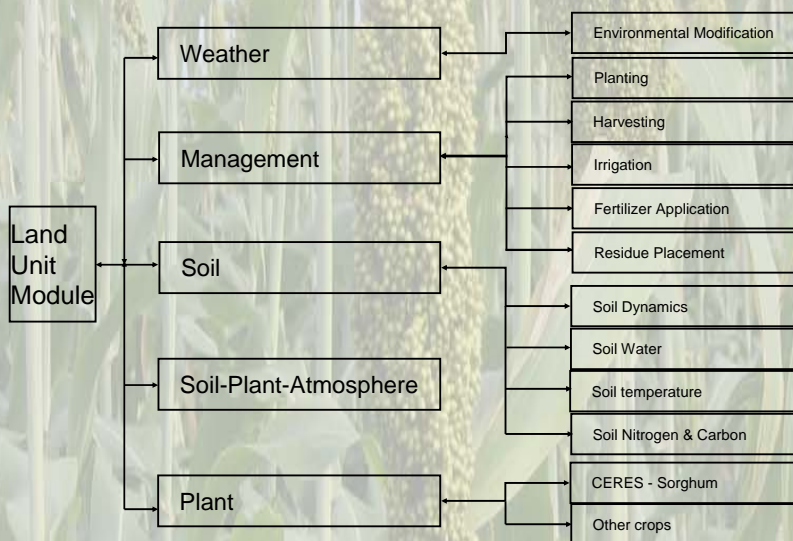 Land
Unit
Module
Weather
Management
Soil
Soil-Plant-Atmosphere
Plant
Environmental Modification
Planting
Harvesting
Irrigation
Fertilizer Application
Residue Placement
Soil Dynamics
Soil Water
Soil temperature
Soil Nitrogen & Carbon
CERES - Sorghum
Other crops